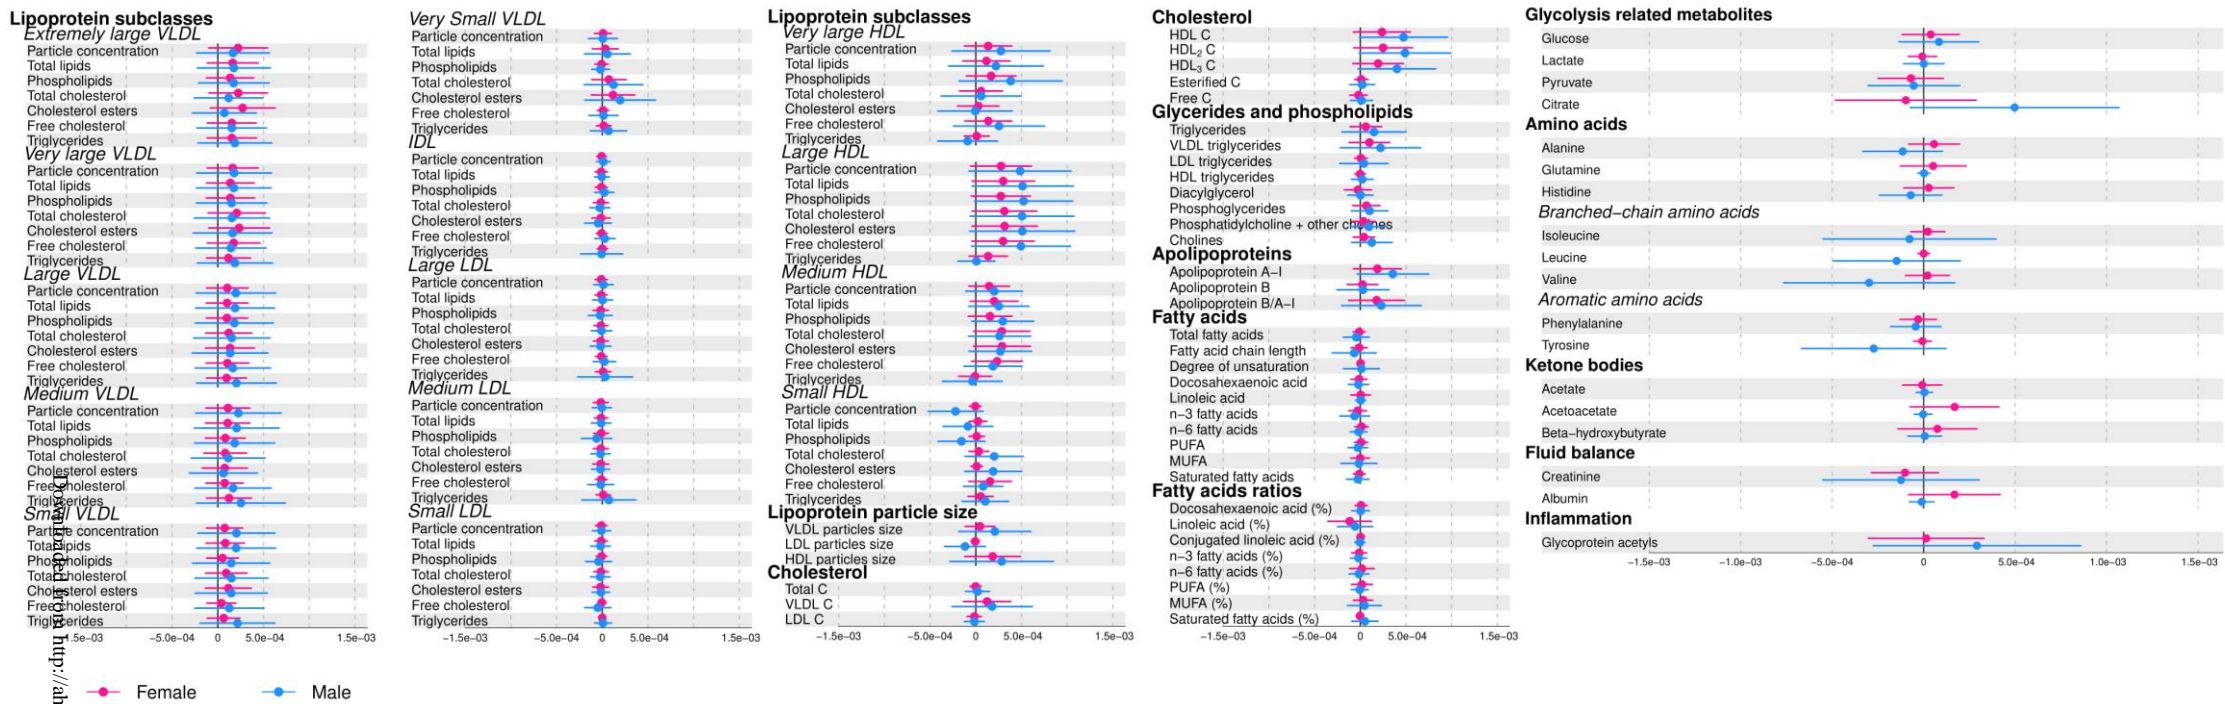 Lipoprotein subclasses
Extremely large VLDL
Particle concentration
Total lipids
Phospholipids
Total cholesterol
Cholesterol esters
Free cholesterol
Triglycerides
Very large VLDL
Particle concentration
Total lipids
Phospholipids
Total cholesterol
Cholesterol esters
Free cholesterol
Triglycerides
Large VLDL
Particle concentration
Total lipids
Phospholipids
Total cholesterol
Cholesterol esters
Free cholesterol
Triglycerides
Medium VLDL
Particle concentration
Total lipids
Phospholipids
Total cholesterol
Cholesterol esters
Free cholesterol
Triglycerides
Small VLDL
Particle concentration
Total lipids
Phospholipids
Total cholesterol
Cholesterol esters
Free cholesterol
Triglycerides
1.5e−03 −5.0e−04 0 5.0e−04 1.5e−03
Very Small VLDL
Particle concentration
Total lipids
Phospholipids
Total cholesterol
Cholesterol esters
Free cholesterol
Triglycerides
IDL
Particle concentration
Total lipids
Phospholipids
Total cholesterol
Cholesterol esters
Free cholesterol
Triglycerides
Large LDL
Particle concentration
Total lipids
Phospholipids
Total cholesterol
Cholesterol esters
Free cholesterol
Triglycerides
Medium LDL
Particle concentration
Total lipids
Phospholipids
Total cholesterol
Cholesterol esters
Free cholesterol
Triglycerides
Small LDL
Particle concentration
Total lipids
Phospholipids
Total cholesterol
Cholesterol esters
Free cholesterol
Triglycerides
−1.5e−03 −5.0e−04 0 5.0e−04 1.5e−03
Lipoprotein subclasses
Very large HDL
Particle concentration
Total lipids
Phospholipids
Total cholesterol
Cholesterol esters
Free cholesterol
Triglycerides
Large HDL
Particle concentration
Total lipids
Phospholipids
Total cholesterol
Cholesterol esters
Free cholesterol
Triglycerides
Medium HDL
Particle concentration
Total lipids
Phospholipids
Total cholesterol
Cholesterol esters
Free cholesterol
Triglycerides
Small HDL
Particle concentration
Total lipids
Phospholipids
Total cholesterol
Cholesterol esters
Free cholesterol
Triglycerides
Lipoprotein particle size
VLDL particles size
LDL particles size
HDL particles size
Cholesterol
Total C
VLDL C
LDL C
−1.5e−03 −5.0e−04 0 5.0e−04 1.5e−03
Cholesterol
HDL C
HDL₂ C
HDL₃ C
Esterified C
Free C
Glycerides and phospholipids
Triglycerides
VLDL triglycerides
LDL triglycerides
HDL triglycerides
Diacylglycerol
Phosphoglycerides
Phosphatidylcholine + other cholines
Cholines
Apolipoproteins
Apolipoprotein A−I
Apolipoprotein B
Apolipoprotein B/A−I
Fatty acids
Total fatty acids
Fatty acid chain length
Degree of unsaturation
Docosahexaenoic acid
Linoleic acid
n−3 fatty acids
n−6 fatty acids
PUFA
MUFA
Saturated fatty acids
Fatty acids ratios
Docosahexaenoic acid (%)
Linoleic acid (%)
Conjugated linoleic acid (%)
n−3 fatty acids (%)
n−6 fatty acids (%)
PUFA (%)
MUFA (%)
Saturated fatty acids (%)
−1.5e−03 −5.0e−04 0 5.0e−04 1.5e−03
Glycolysis related metabolites
Glucose
Lactate
Pyruvate
Citrate
Amino acids
Alanine
Glutamine
Histidine
Branched−chain amino acids
Isoleucine
Leucine
Valine
Aromatic amino acids
Phenylalanine
Tyrosine
Ketone bodies
Acetate
Acetoacetate
Beta−hydroxybutyrate
Fluid balance
Creatinine
Albumin
Inflammation
Glycoprotein acetyls
−1.5e−03 −1.0e−03 −5.0e−04 0 5.0e−04 1.0e−03 1.5e−03
Downloaded from http://ah
Female Male